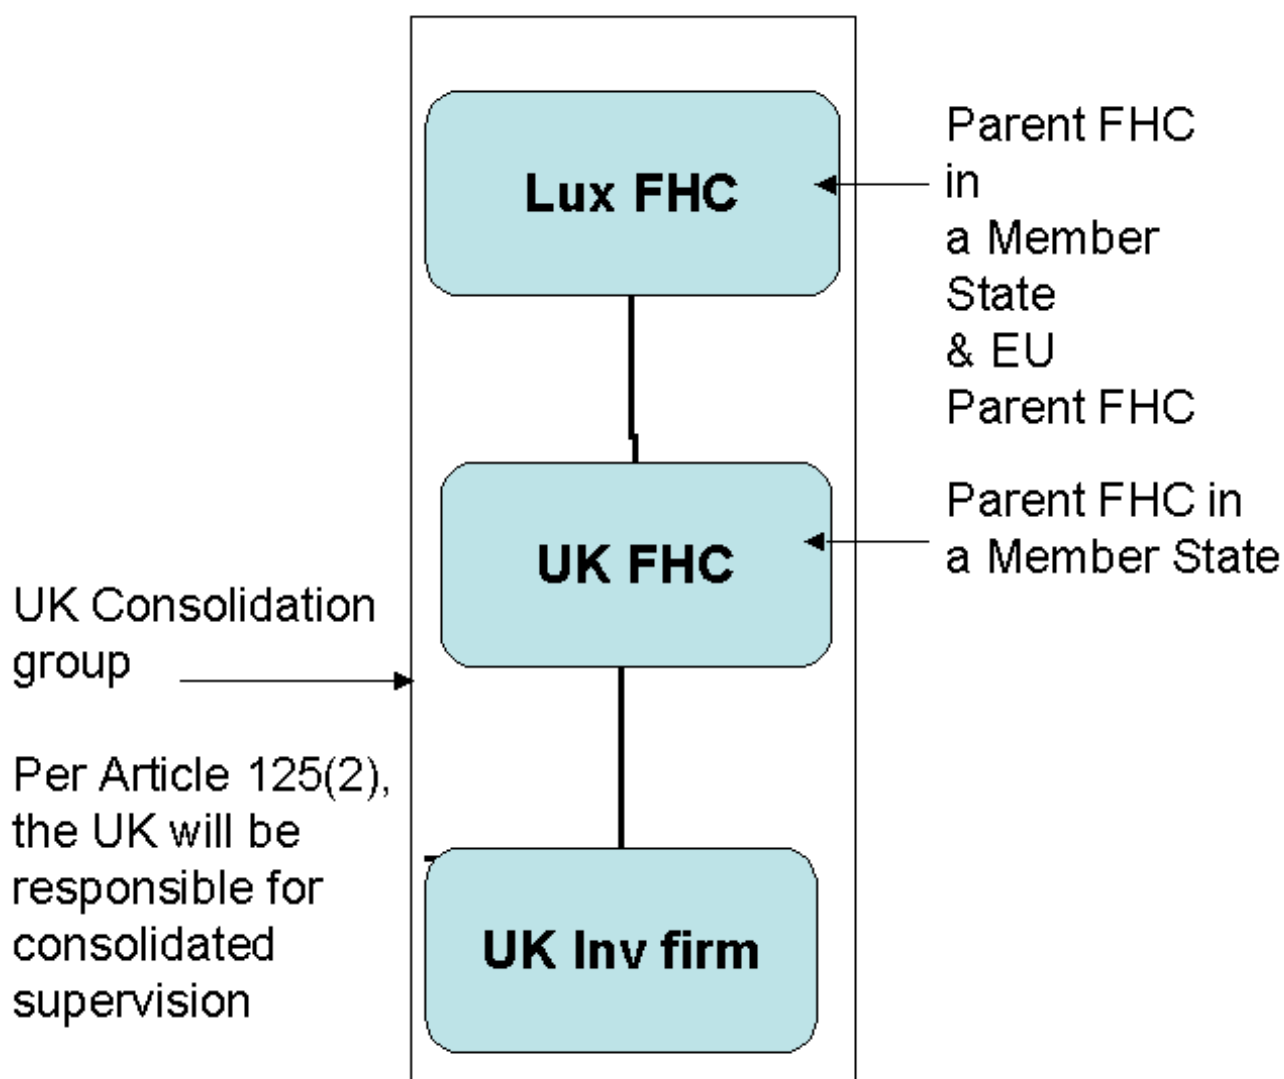 Lux FHC
Parent FHC
in
a Member
State
& EU
Parent FHC
UK FHC
Parent FHC in
a Member State
UK Consolidation
group
Per Article 125(2),
the UK will be
responsible for
consolidated
supervision
UK Inv firm